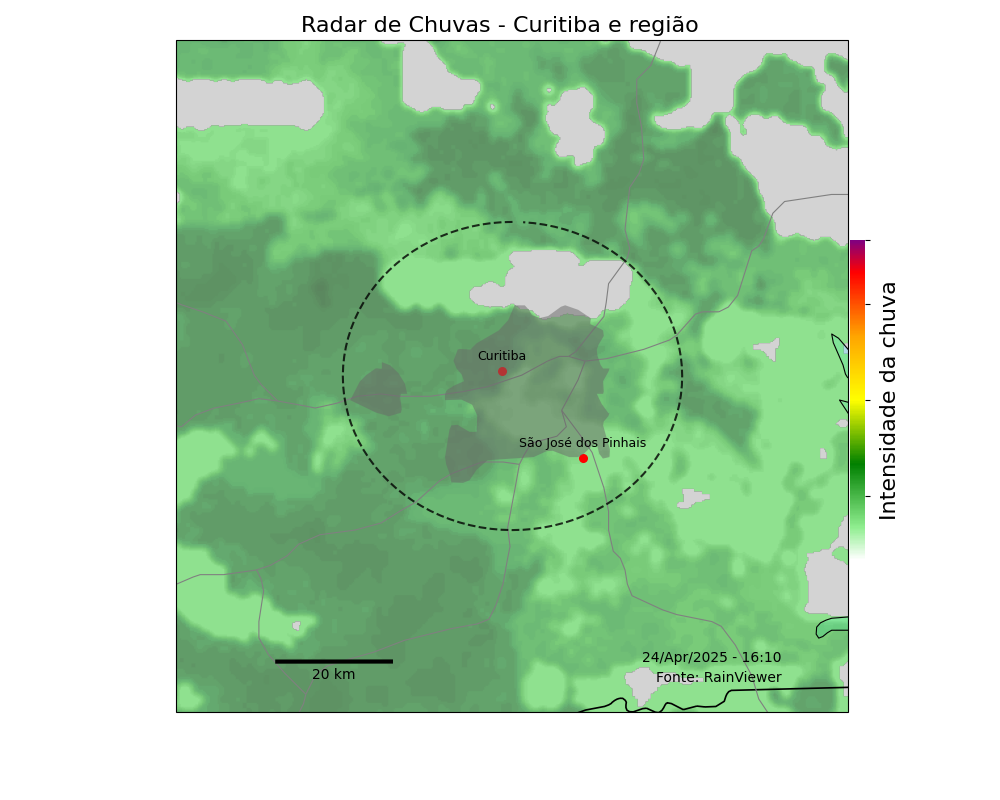 Radar de Chuvas - Curitiba e região
Curitiba
São José dos Pinhais
Intensidade da chuva
24/Apr/2025 - 16:10
Fonte: RainViewer
20 km